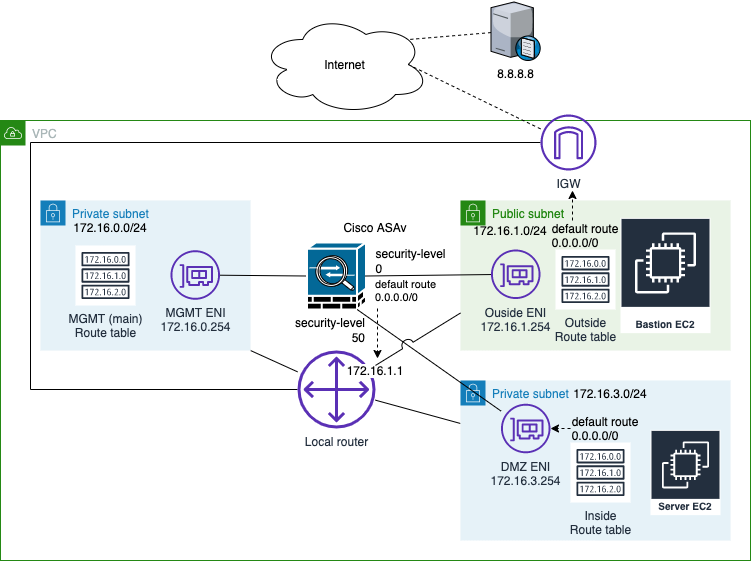 Internet
8.8.8.8
VPC
IGW
Private subnet
172.16.0.0/24
172.16.0.0
172.16.1.0
172.16.2.0
MGMT (main)
Route table
MGMT ENI
172.16.0.254
Cisco ASAv
security-level
0
default route
0.0.0.0/0
security-level
50
172.16.1.1
Local router
Public subnet
172.16.1.0/24
default route
0.0.0.0/0
Ouside ENI
172.16.1.254
172.16.0.0
172.16.1.0
172.16.2.0
Outside
Route table
Bastion EC2
Private subnet 172.16.3.0/24
default route
0.0.0.0/0
DMZ ENI
172.16.3.254
172.16.0.0
172.16.1.0
172.16.2.0
Inside
Route table
Server EC2